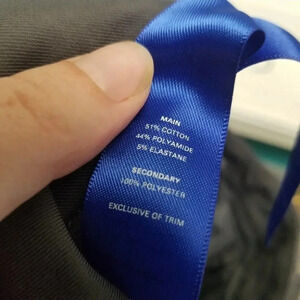 MAIN
51% COTTON
44% POLYAMIDE
5% ELASTANE
SECONDARY
100% POLYESTER
EXCLUSIVE OF TRIM